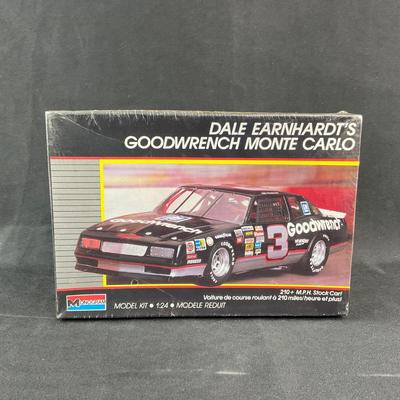 DALE EARNHARDT'S
GOODWRENCH MONTE CARLO
Goodwrench
3
Goodwrench
GM
210+ M.P.H. Stock Car!
Voiture de course roulant à 210 miles/heure et plus!
Monogram
MODEL KIT • 1:24 • MODELE REDUIT